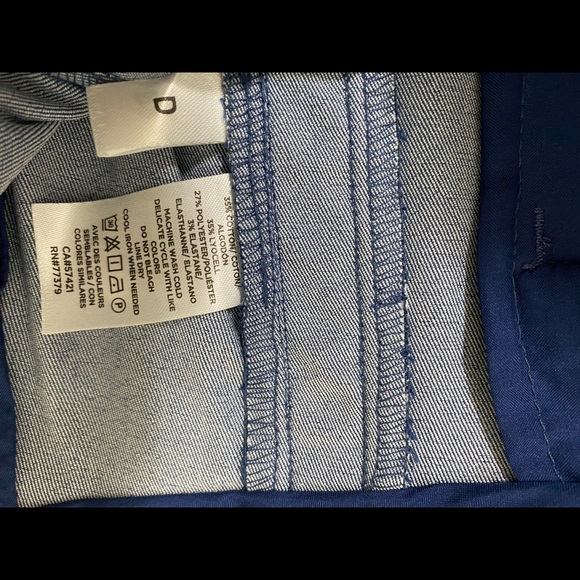 D
35% COTTON/COTON/
ALGODÓN
35% LYOCELL
27% POLYESTER/POLIÉSTER
3% ELASTANE/
ELASTHANNE/ ELASTANO
MACHINE WASH COLD
DELICATE CYCLE WITH LIKE
COLORS
DO NOT BLEACH
LINE DRY
COOL IRON WHEN NEEDED
30
P
AVEC DES COULEURS
SEMBLABLES / CON
COLORES SIMILARES
CA#57421
RN#77379